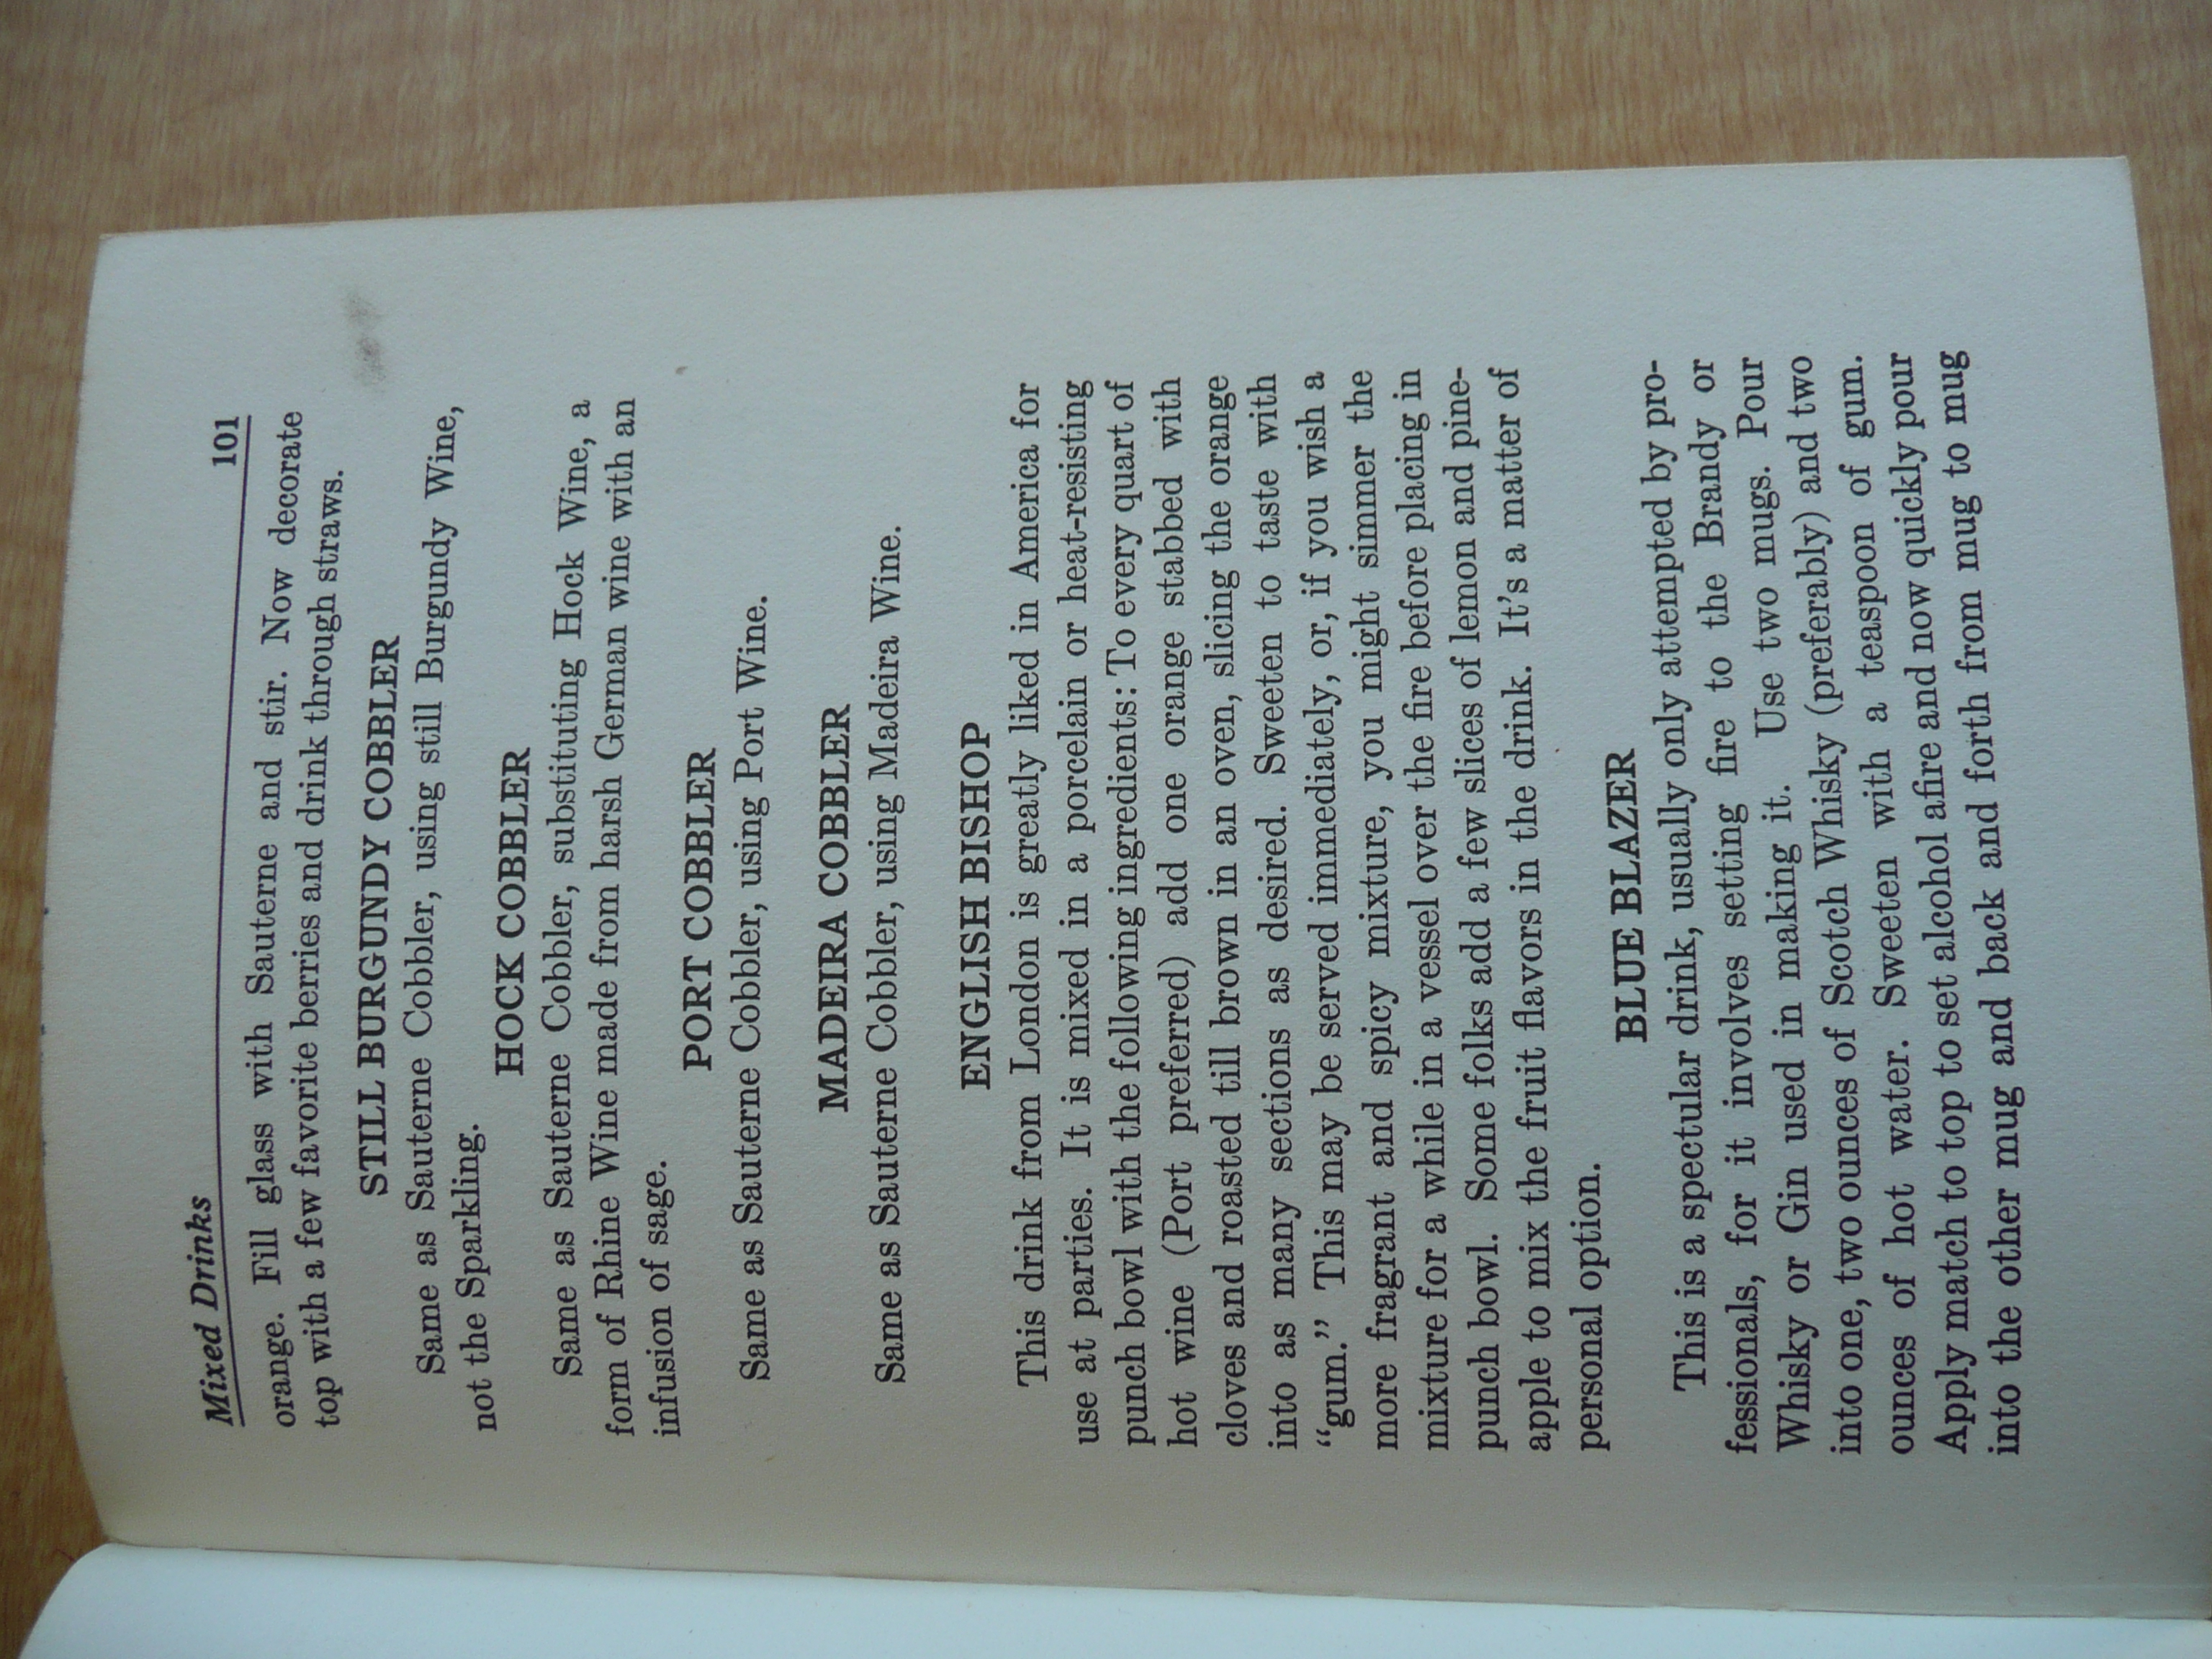 Mixed Drinks 101
orange. Fill glass with Sauterne and stir. Now decorate
top with a few favorite berries and drink through straws.
STILL BURGUNDY COBBLER
Same as Sauterne Cobbler, using still Burgundy Wine,
not the Sparkling.
HOCK COBBLER
Same as Sauterne Cobbler, substituting Hock Wine, a
form of Rhine Wine made from harsh German wine with an
infusion of sage.
PORT COBBLER
Same as Sauterne Cobbler, using Port Wine.
MADEIRA COBBLER
Same as Sauterne Cobbler, using Madeira Wine.
ENGLISH BISHOP
This drink from London is greatly liked in America for
use at parties. It is mixed in a porcelain or heat-resisting
punch bowl with the following ingredients: To every quart of
hot wine (Port preferred) add one orange stabbed with
cloves and roasted till brown in an oven, slicing the orange
into as many sections as desired. Sweeten to taste with
“gum.” This may be served immediately, or, if you wish a
more fragrant and spicy mixture, you might simmer the
mixture for a while in a vessel over the fire before placing in
punch bowl. Some folks add a few slices of lemon and pine-
apple to mix the fruit flavors in the drink. It's a matter of
personal option.
BLUE BLAZER
This is a spectular drink, usually only attempted by pro-
fessionals, for it involves setting fire to the Brandy or
Whisky or Gin used in making it. Use two mugs. Pour
into one, two ounces of Scotch Whisky (preferably) and two
ounces of hot water. Sweeten with a teaspoon of gum.
Apply match to top to set alcohol afire and now quickly pour
into the other mug and back and forth from mug to mug